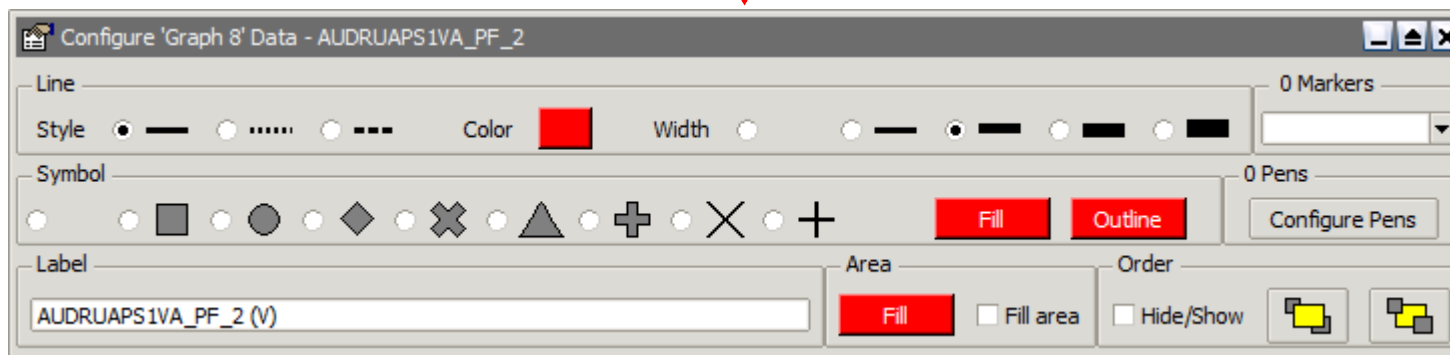 Configure 'Graph 8' Data - AUDRUAPS1VA_PF_2
Line
0 Markers
Style
Color
Width
Symbol
0 Pens
Fill
Outline
Configure Pens
Label
Area
Order
AUDRUAPS1VA_PF_2 (V)
Fill
Fill area
Hide/Show